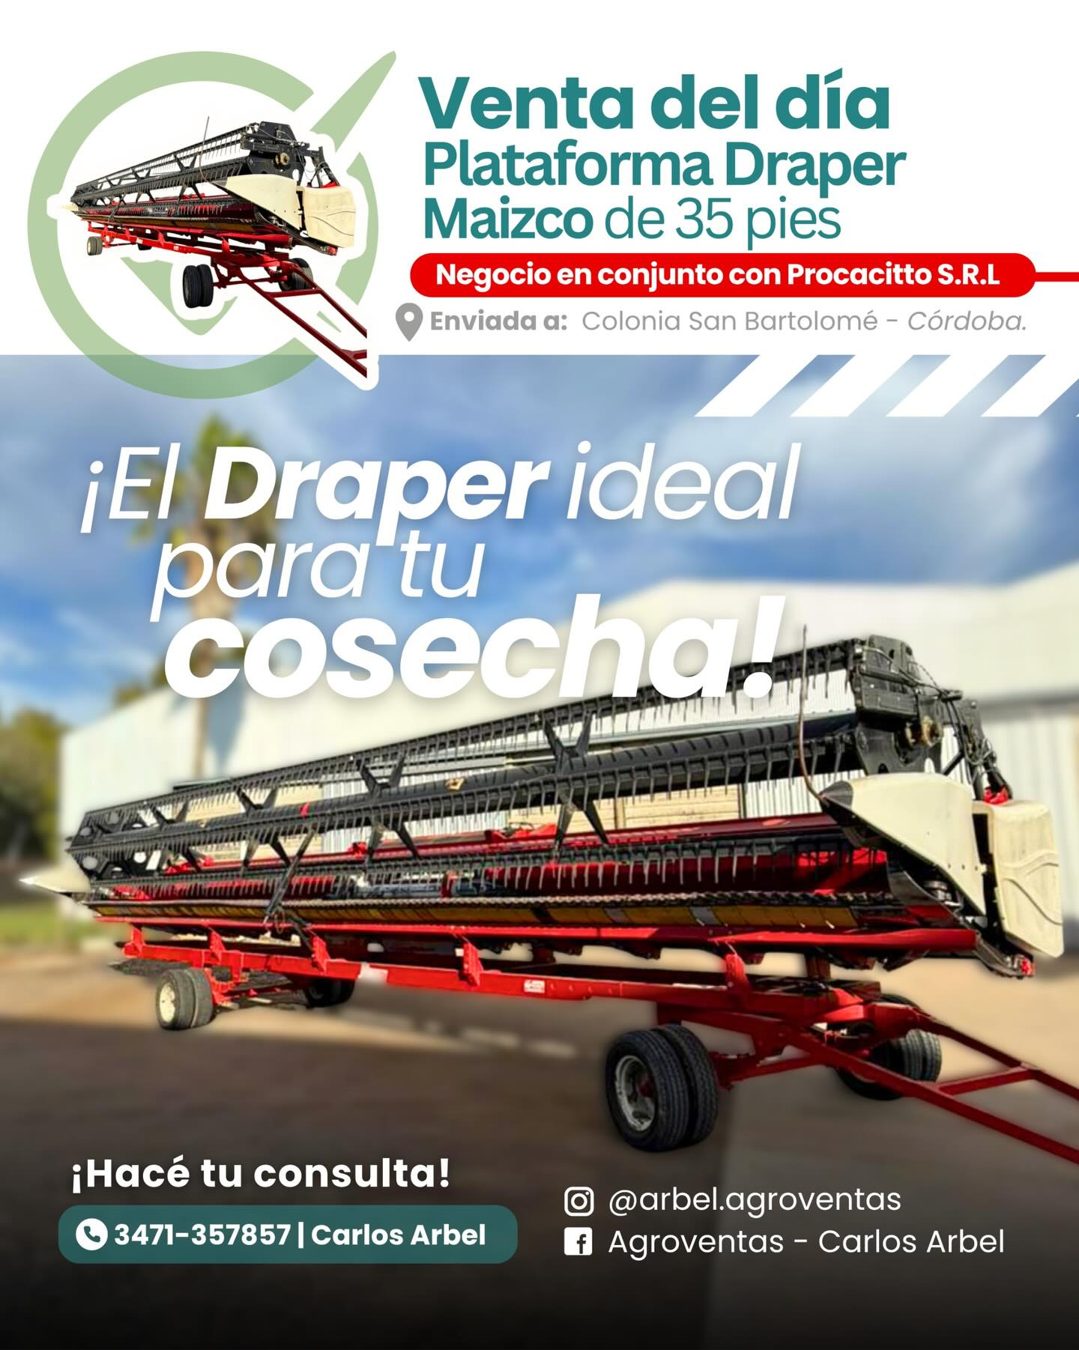 Venta del día
Plataforma Draper
Maizco de 35 pies
Negocio en conjunto con Procacitto S.R.L
Enviada a: Colonia San Bartolomé - Córdoba.
¡El Draper ideal
para tu
cosecha!
¡Hacé tu consulta!
3471-357857 | Carlos Arbel
@arbel.agroventas
Agroventas - Carlos Arbel